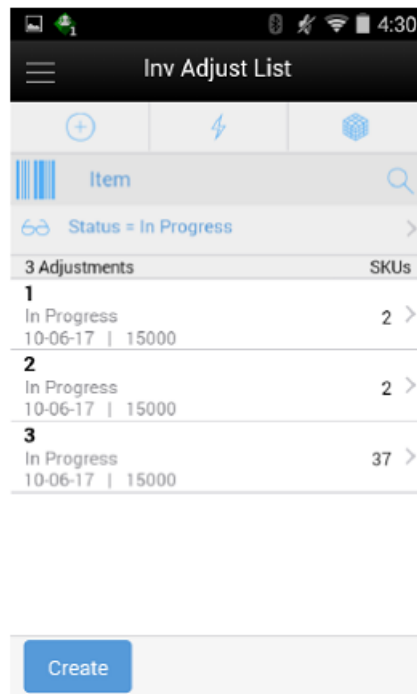 1
4:30
Inv Adjust List
Item
Status = In Progress
3 Adjustments SKUs
1
In Progress
2
10-06-17 | 15000
2
In Progress
2
10-06-17 | 15000
3
In Progress
37
10-06-17 | 15000
Create